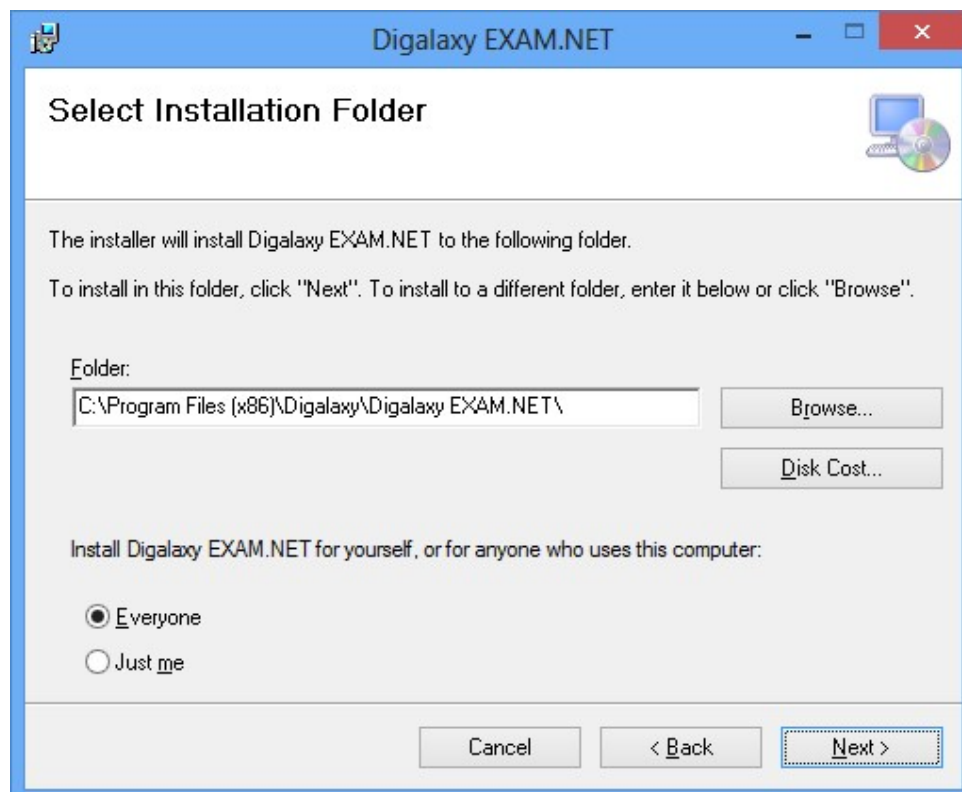 Digalaxy EXAM.NET
Select Installation Folder
The installer will install Digalaxy EXAM.NET to the following folder.
To install in this folder, click "Next". To install to a different folder, enter it below or click "Browse".
Folder:
C:\Program Files (x86)\Digalaxy\Digalaxy EXAM.NET\
Browse...
Disk Cost...
Install Digalaxy EXAM.NET for yourself, or for anyone who uses this computer:
Everyone
Just me
Cancel
< Back
Next >